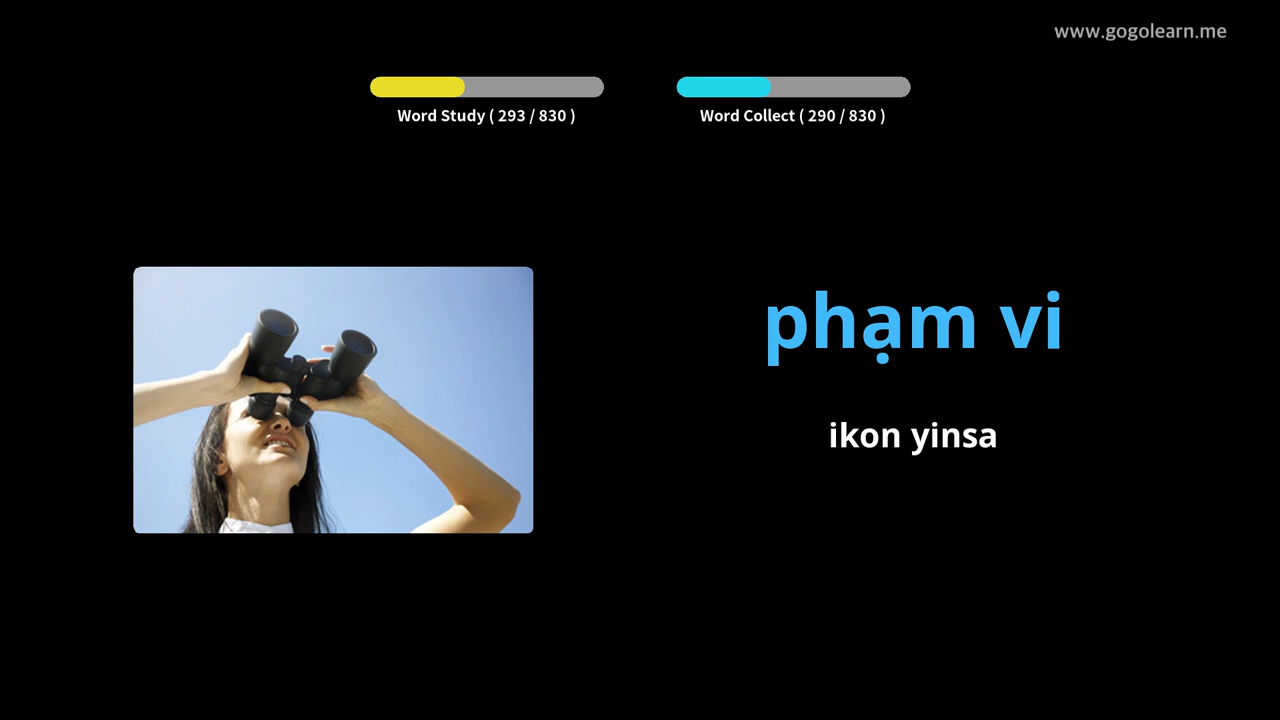 www.gogolearn.me
Word Study ( 293 / 830 )
Word Collect ( 290 / 830 )
phạm vi
ikon yinsa